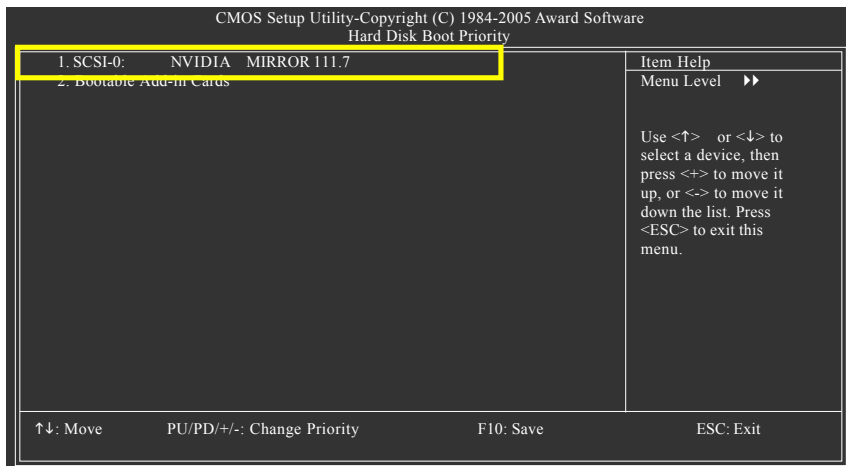 CMOS Setup Utility-Copyright (C) 1984-2005 Award Software
Hard Disk Boot Priority
1. SCSI-0: NVIDIA MIRROR 111.7
2. Bootable Add-in Cards
Item Help
Menu Level ▸▸
Use <↑> or <↓> to
select a device, then
press <+> to move it
up, or <-> to move it
down the list. Press
<ESC> to exit this
menu.
↑↓: Move PU/PD/+/-: Change Priority F10: Save ESC: Exit